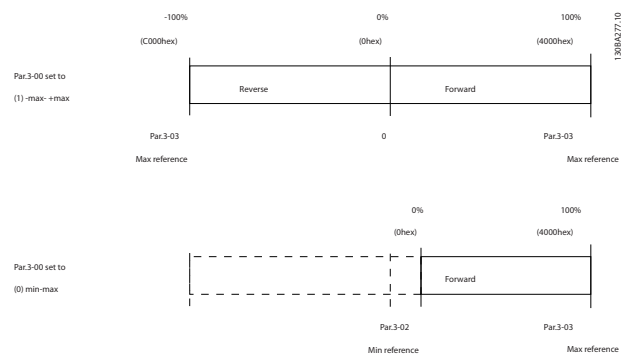 -100% 0% 100%
(C000hex) (0hex) (4000hex)
130BA277.10
Par.3-00 set to
(1) -max- +max
Reverse Forward
Par.3-03 0 Par.3-03
Max reference Max reference
0% 100%
(0hex) (4000hex)
Par.3-00 set to
(0) min-max
Forward
Par.3-02 Par.3-03
Min reference Max reference